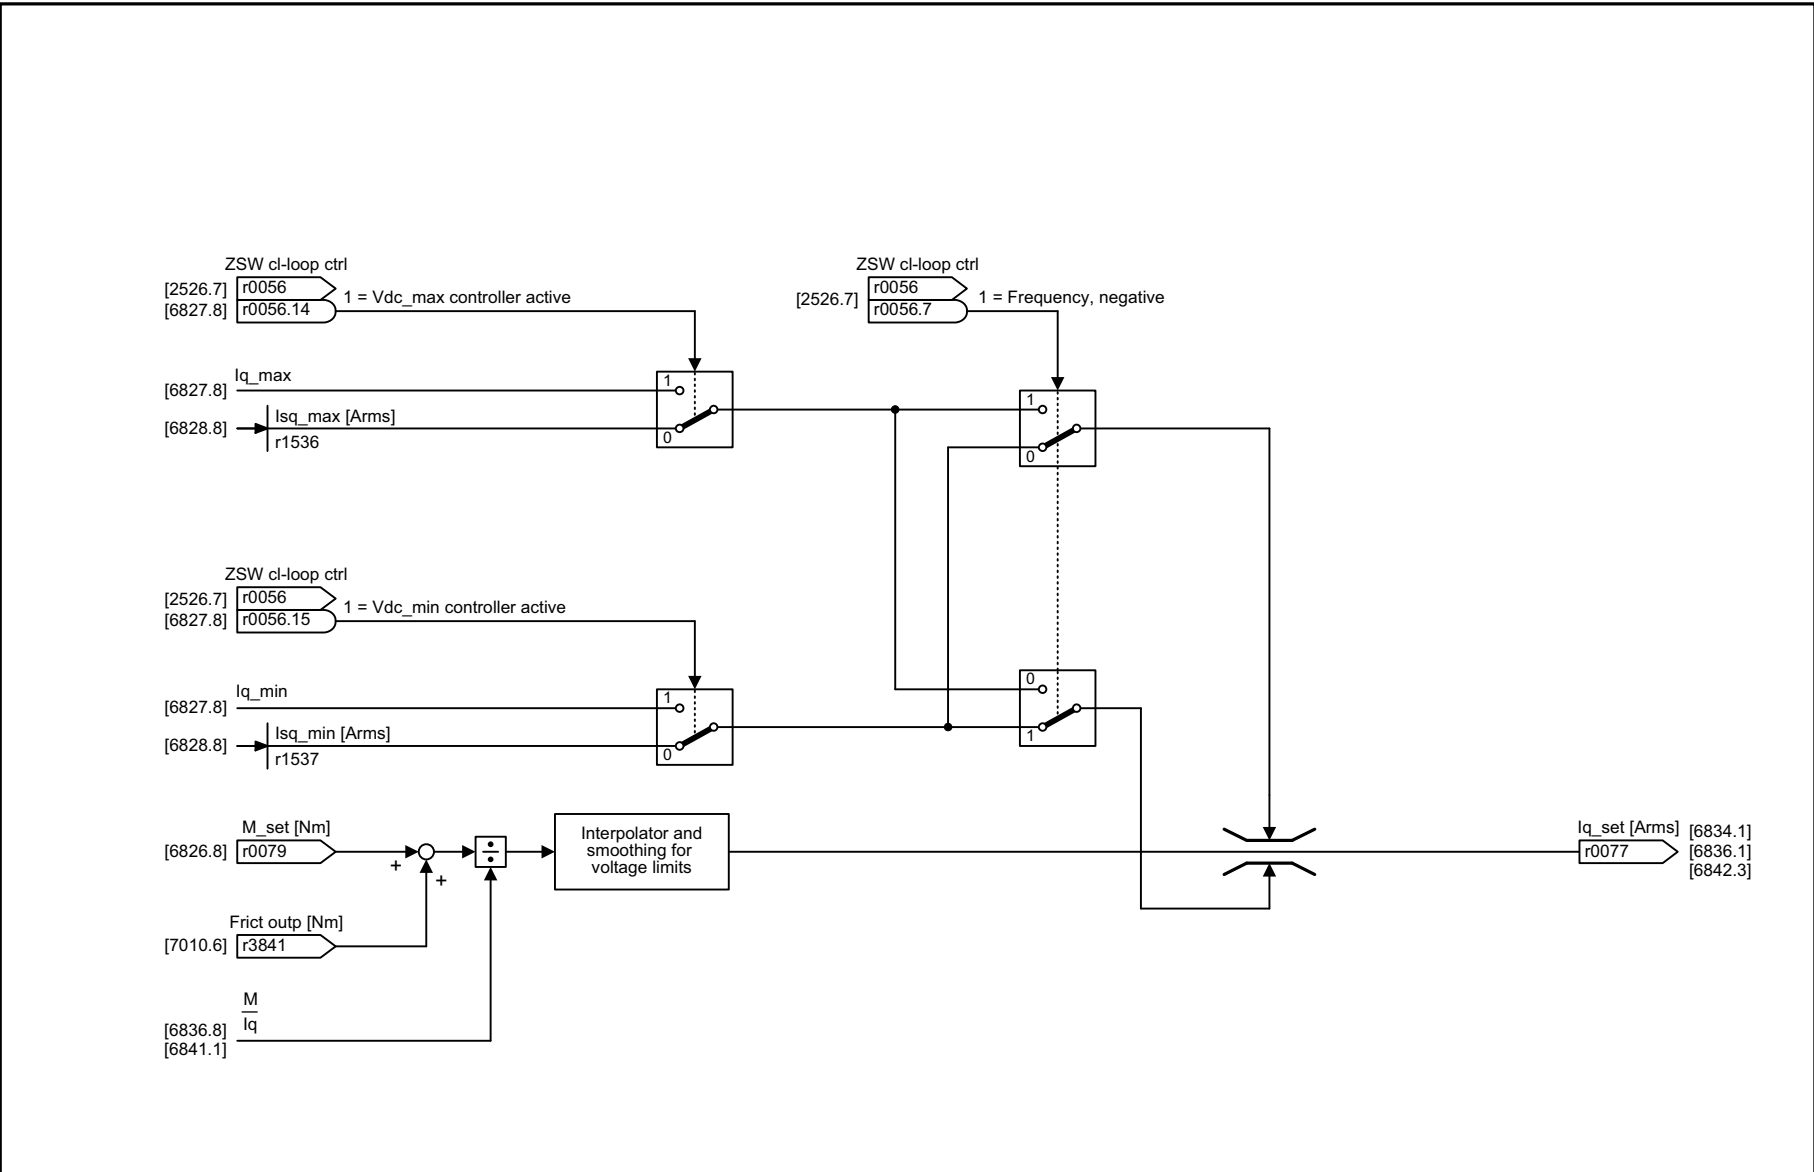 ZSW cl-loop ctrl
[2526.7] r0056
[6827.8] r0056.14
1 = Vdc_max controller active
ZSW cl-loop ctrl
r0056
[2526.7]
r0056.7
1 = Frequency, negative
Iq_max
[6827.8]
1
Isq_max [Arms]
[6828.8]
r1536
0
1
0
ZSW cl-loop ctrl
[2526.7] r0056
[6827.8] r0056.15
1 = Vdc_min controller active
Iq_min
[6827.8]
1
Isq_min [Arms]
[6828.8]
r1537
0
0
1
M_set [Nm]
[6826.8] r0079
+
+
÷
Interpolator and
smoothing for
voltage limits
Iq_set [Arms]
r0077
[6834.1]
[6836.1]
[6842.3]
Frict outp [Nm]
[7010.6] r3841
M
Iq
[6836.8]
[6841.1]